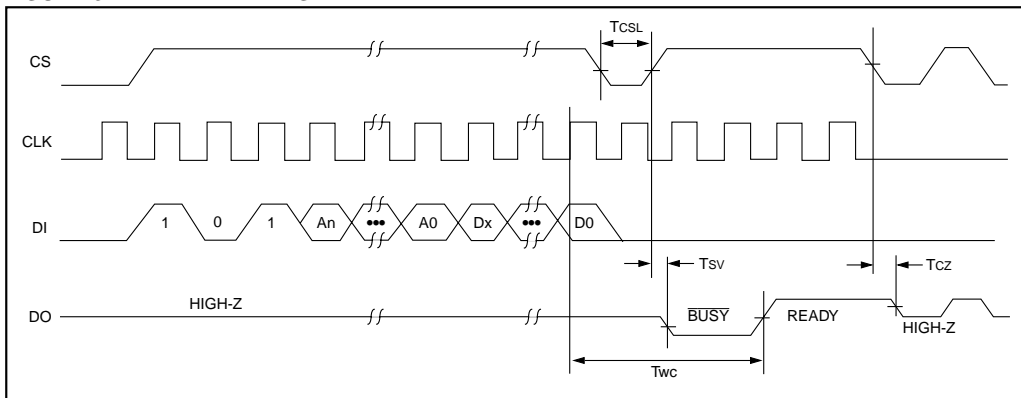 TCSL
CS
CLK
DI
1 0 1 An ••• A0 Dx ••• D0
TSV
TCZ
DO
HIGH-Z
BUSY
READY
HIGH-Z
Twc